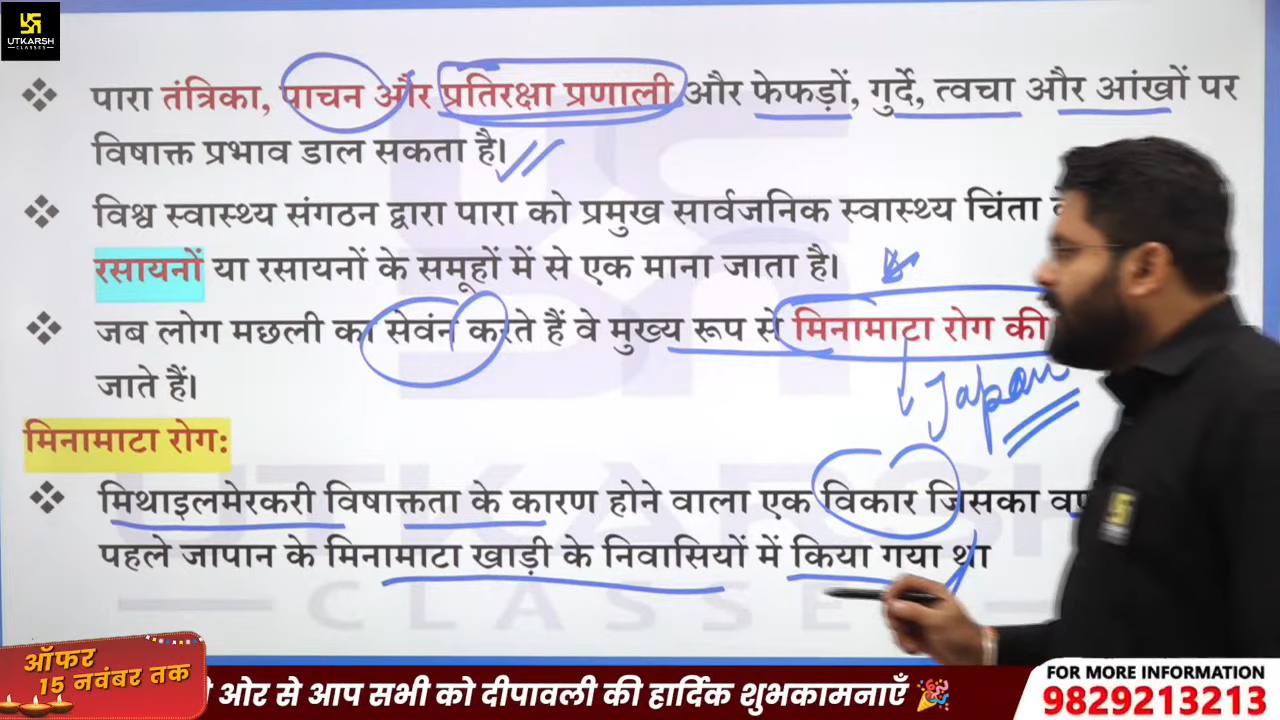 UTKARSH
CLASSES
❖ पारा तंत्रिका, पाचन और प्रतिरक्षा प्रणाली और फेफड़ों, गुर्दे, त्वचा और आंखों पर
विषाक्त प्रभाव डाल सकता है।
❖ विश्व स्वास्थ्य संगठन द्वारा पारा को प्रमुख सार्वजनिक स्वास्थ्य चिंता
रसायनों या रसायनों के समूहों में से एक माना जाता है।
❖ जब लोग मछली का सेवंन करते हैं वे मुख्य रूप से मिनामाटा रोग की
जाते हैं।
Japan
मिनामाटा रोग:
❖ मिथाइलमेरकरी विषाक्तता के कारण होने वाला एक विकार जिसका
पहले जापान के मिनामाटा खाड़ी के निवासियों में किया गया था
UTKARSH
CLASSES
ऑफर
15 नवंबर तक
ओर से आप सभी को दीपावली की हार्दिक शुभकामनाएँ 🎉
FOR MORE INFORMATION
9829213213